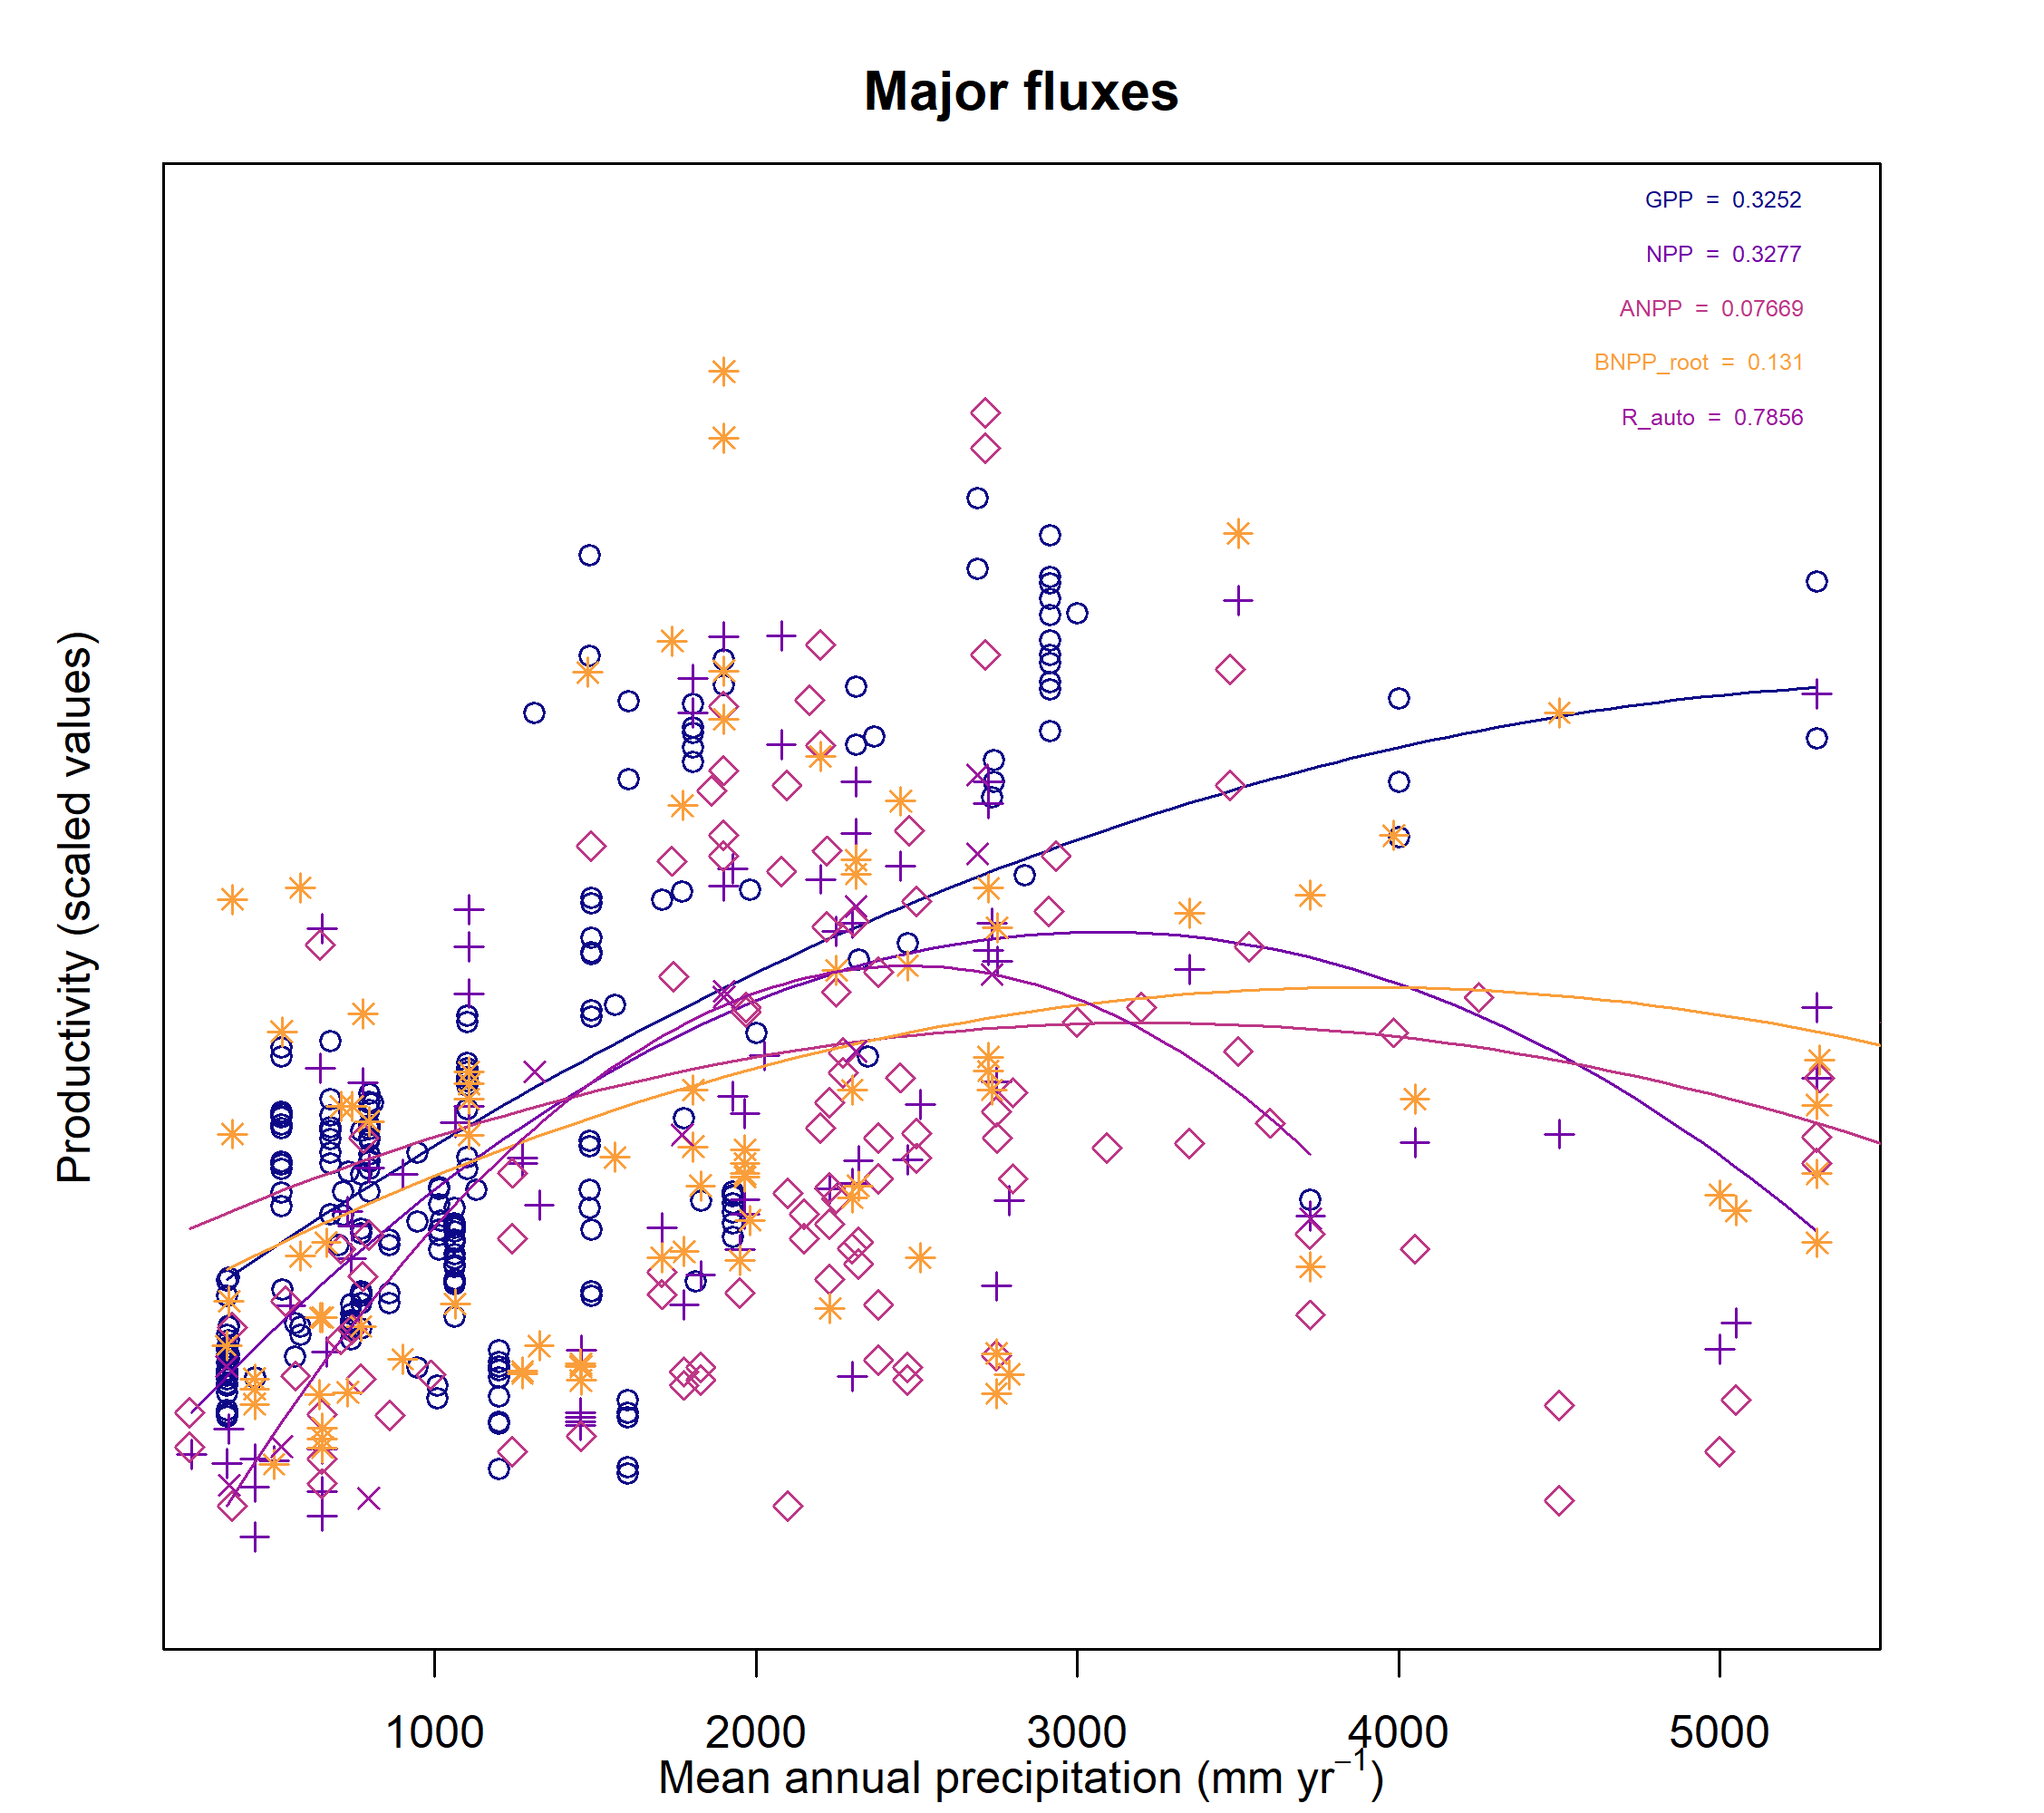 Major fluxes
GPP = 0.3252
NPP = 0.3277
ANPP = 0.07669
BNPP_root = 0.131
R_auto = 0.7856
Productivity (scaled values)
1000 2000 3000 4000 5000
Mean annual precipitation (mm yr⁻¹)